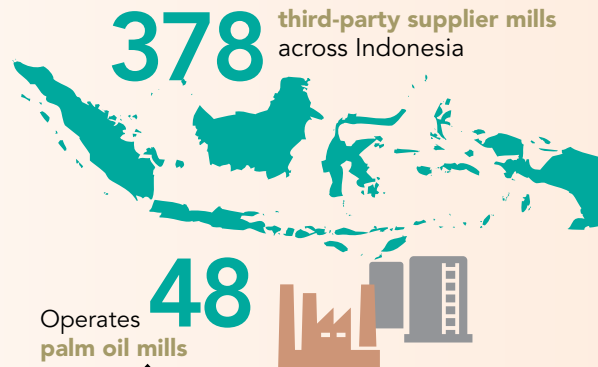 378 third-party supplier mills
across Indonesia
Operates 48
palm oil mills